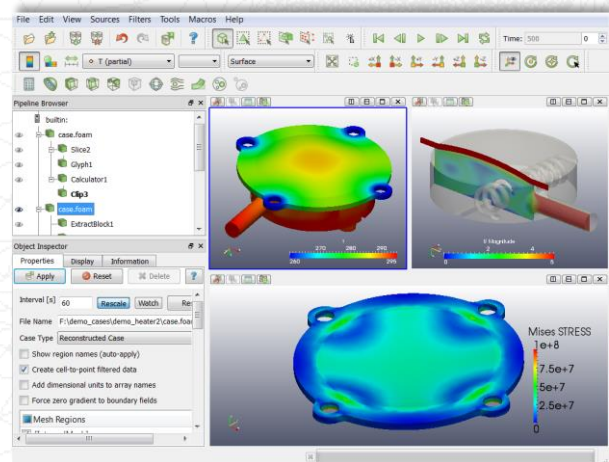 File Edit View Sources Filters Tools Macros Help
Time: 500 0
T (partial) Surface
Pipeline Browser
builtin:
case.foam
Slice2
Glyph1
Calculator1
Clip3
case.foam
ExtractBlock1
Object Inspector
Properties Display Information
Apply Reset Delete ?
Interval [s] 60 Rescale Watch
File Name F:\demo_cases\demo_heater2\case.foa
Case Type Reconstructed Case
Show region names (auto-apply)
Create cell-to-point filtered data
Add dimensional units to array names
Force zero gradient to boundary fields
Mesh Regions
T
270 280 290
260 295
U Magnitude
2 4
0
Mises STRESS
1e+8
7.5e+7
5e+7
2.5e+7
0